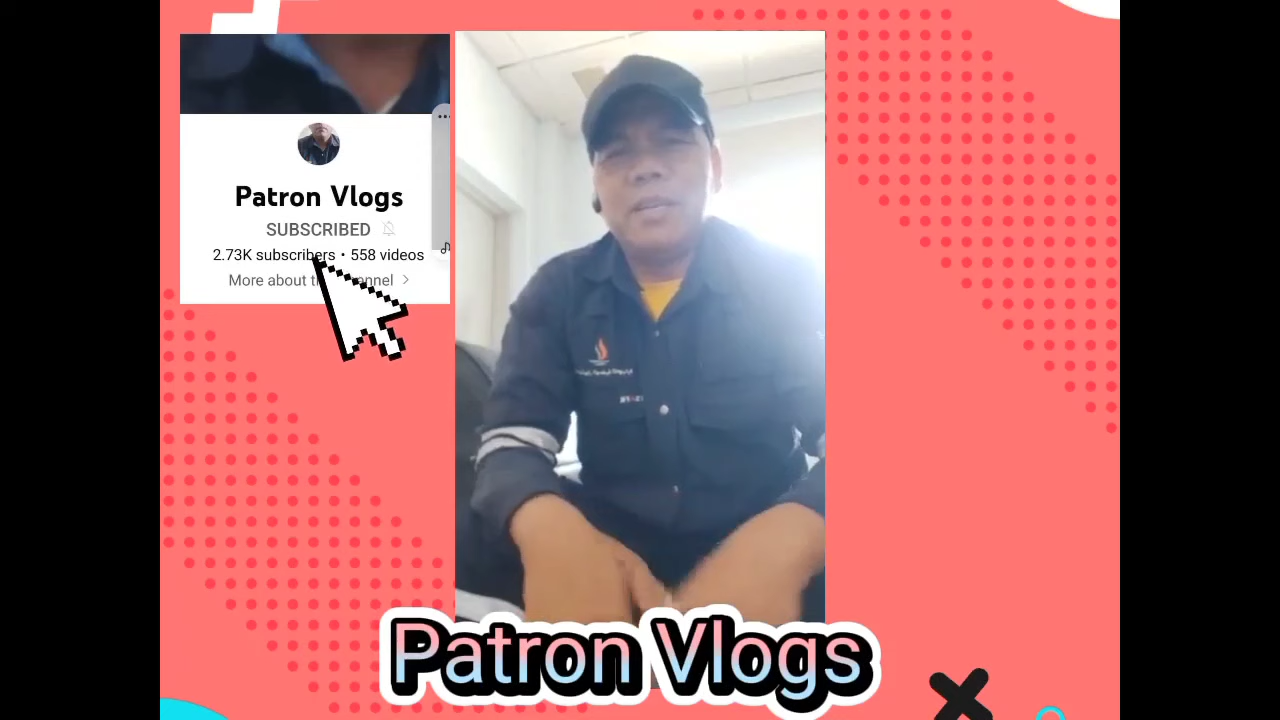 Patron Vlogs
SUBSCRIBED
2.73K subscribers • 558 videos
More about
Patron Vlogs